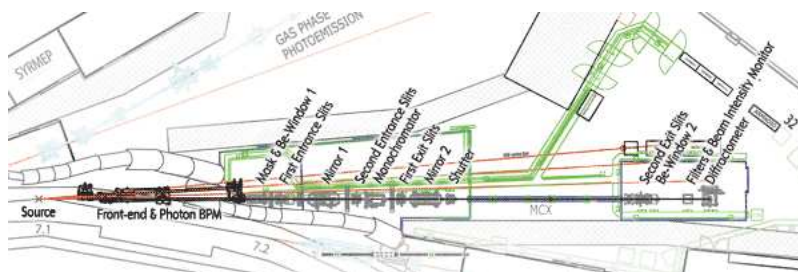 SYRMEP
GAS PHASE
PHOTOEMISSION
Mask & Be-Window 1
First Entrance Slits
Mirror 1
Second Entrance Slits
Monochromator
First Exit Slits
Mirror 2
Shutter
Second Exit Slits
Be-Window 2
Filters & Beam Intensity Monitor
Diffractometer
32
Source
Front-end & Photon BPM
MCX
7.1
7.2